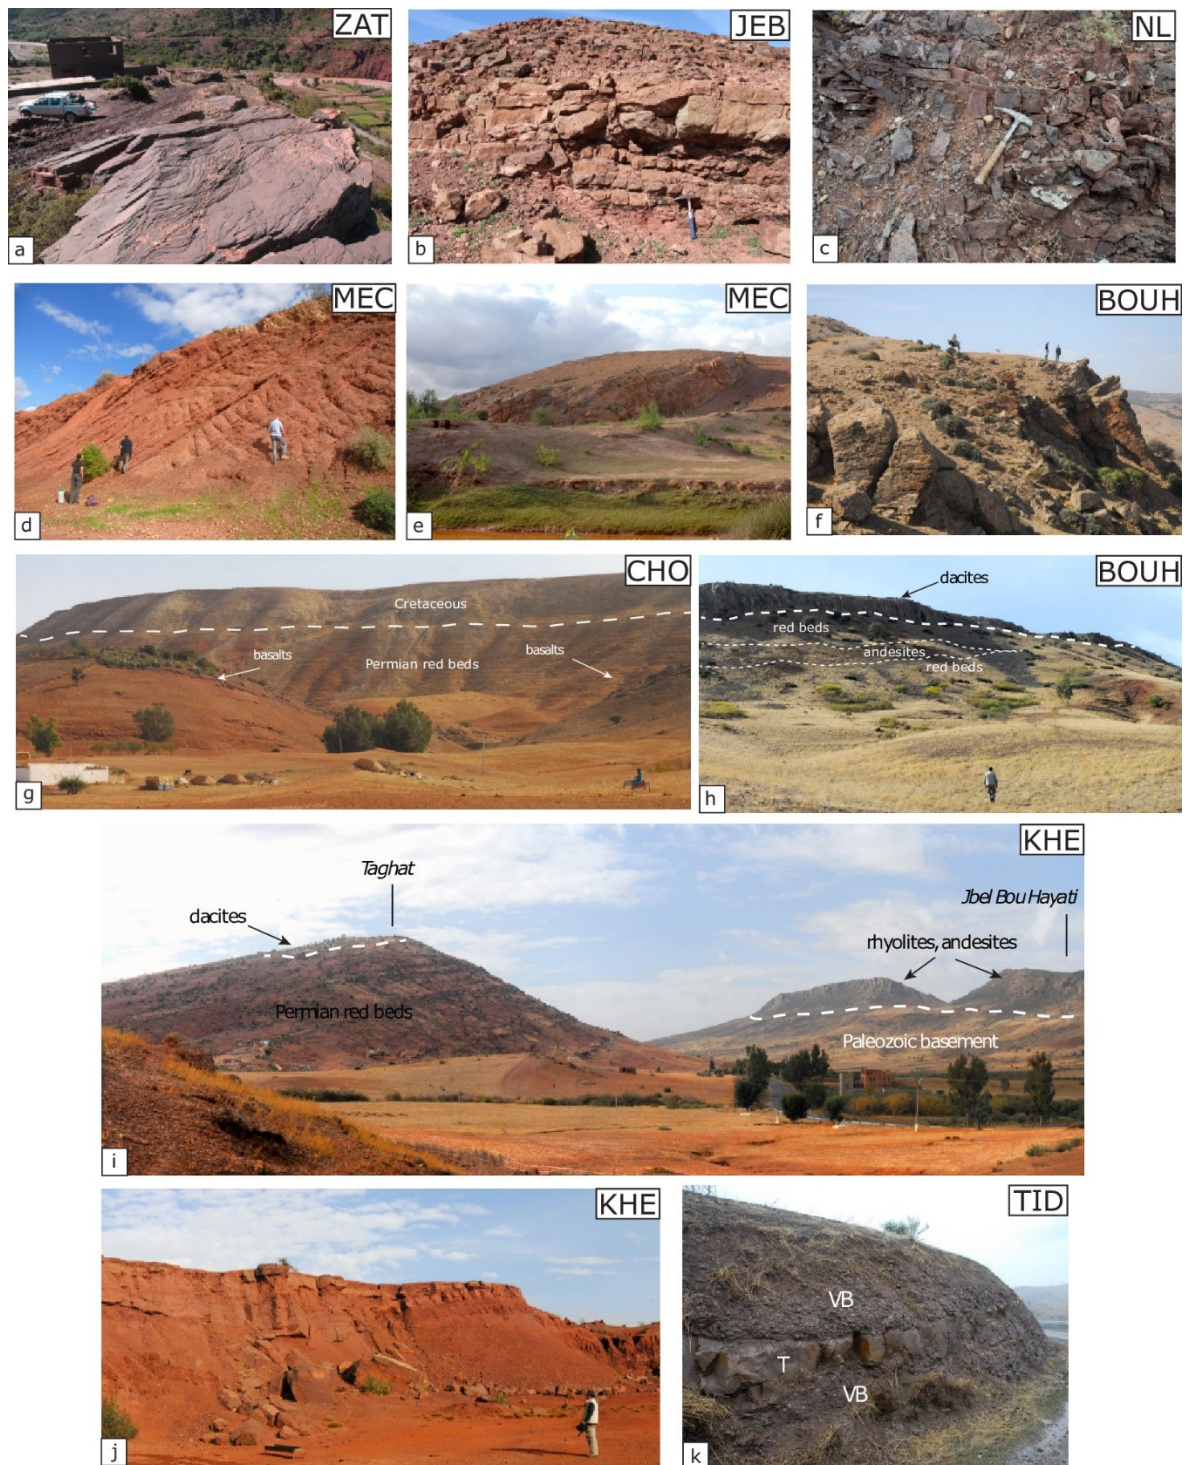 ZAT
a
JEB
b
NL
c
MEC
d
MEC
e
BOUH
f
CHO
Cretaceous
basalts
Permian red beds
basalts
g
BOUH
dacites
red beds
andesites
red beds
h
KHE
Taghat
dacites
Jbel Bou Hayati
rhyolites, andesites
Permian red beds
Paleozoic basement
i
KHE
j
TID
VB
T
VB
k